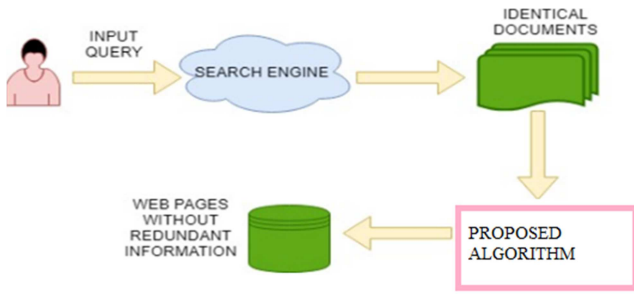 INPUT
QUERY
SEARCH ENGINE
IDENTICAL
DOCUMENTS
PROPOSED
ALGORITHM
WEB PAGES
WITHOUT
REDUNDANT
INFORMATION